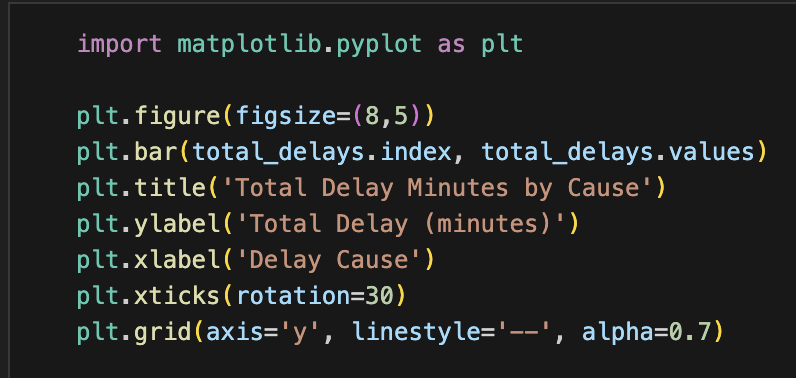 import matplotlib.pyplot as plt
plt.figure(figsize=(8,5))
plt.bar(total_delays.index, total_delays.values)
plt.title('Total Delay Minutes by Cause')
plt.ylabel('Total Delay (minutes)')
plt.xlabel('Delay Cause')
plt.xticks(rotation=30)
plt.grid(axis='y', linestyle='--', alpha=0.7)